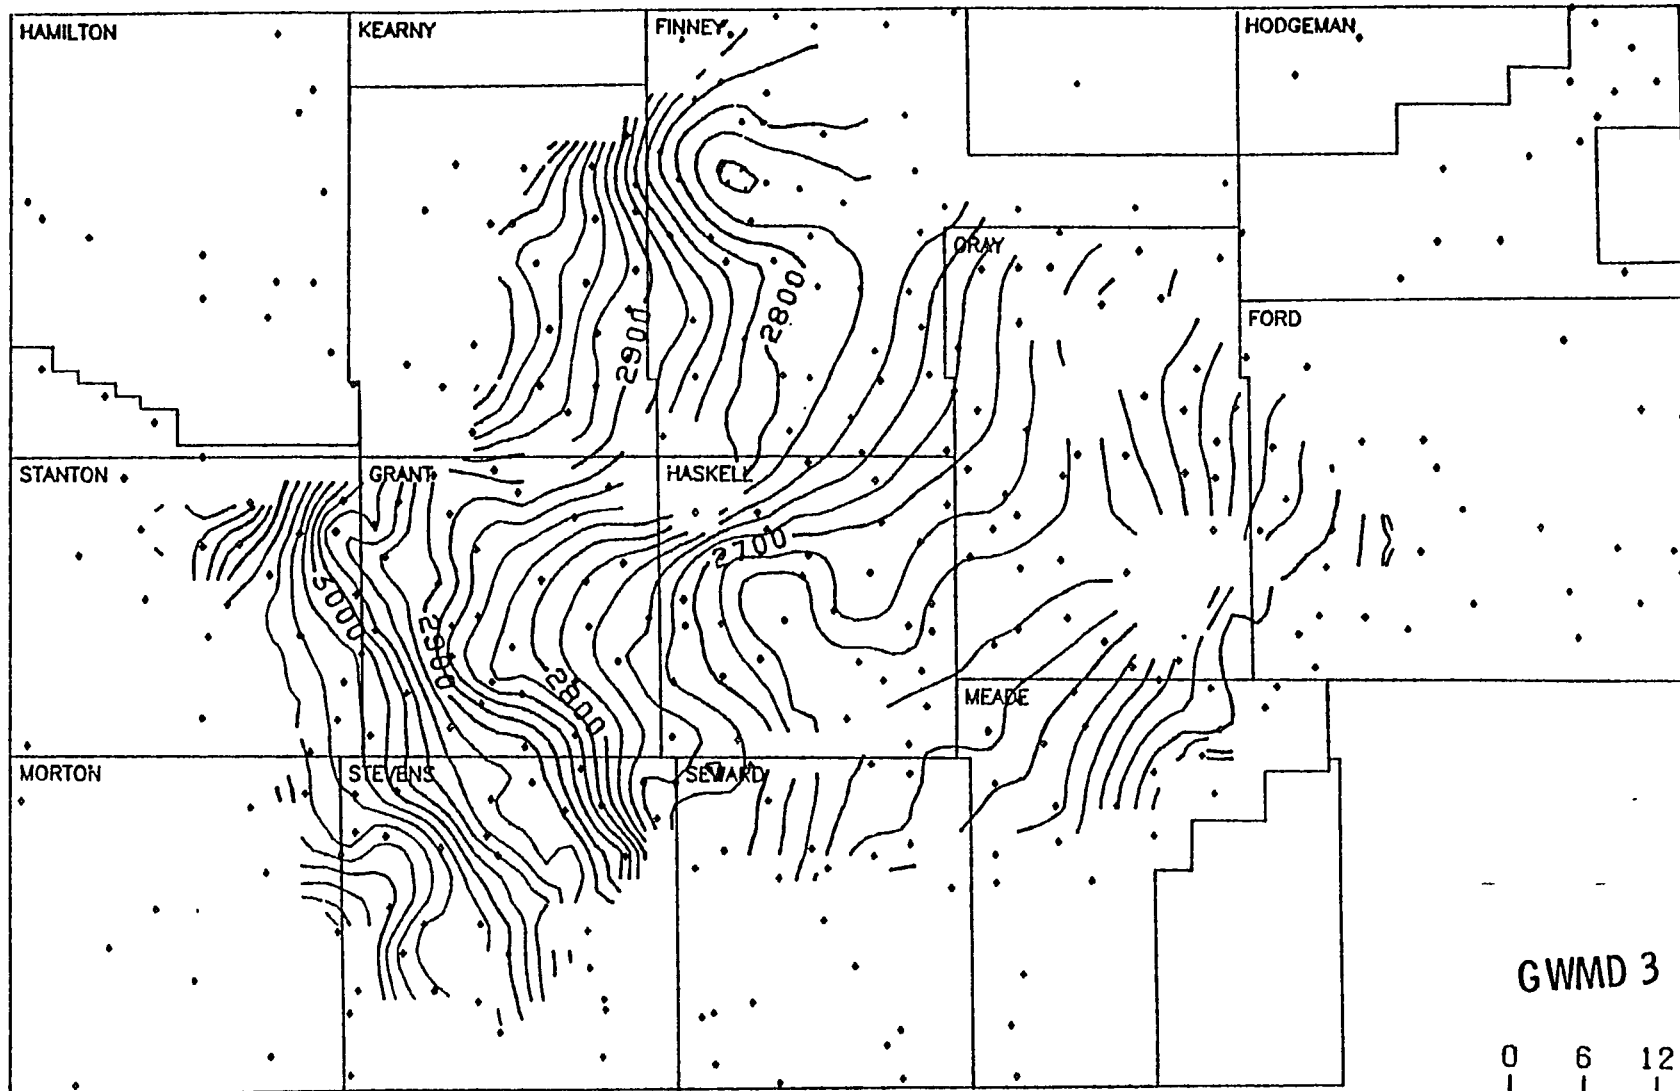 HAMILTON
KEARNY
FINNEY
HODGEMAN
GRAY
2800
FORD
2900
STANTON
GRANT
HASKELL
2700
3000
2900
2800
MEADE
MORTON
STEVENS
SEWARD
GWMD 3
0 6 12